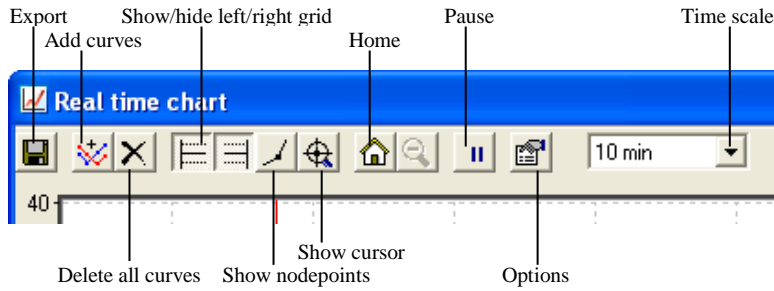 Export Show/hide left/right grid Pause Time scale
Add curves Home
Real time chart
10 min
40
Show cursor
Delete all curves Show nodepoints Options